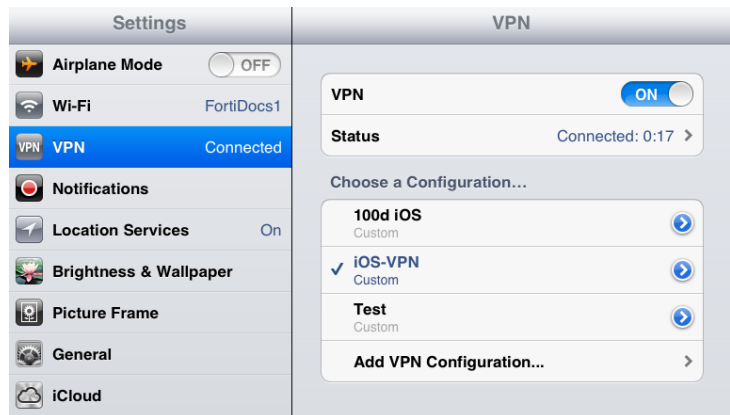 Settings
Airplane Mode OFF
Wi-Fi FortiDocs1
VPN VPN Connected
Notifications
Location Services On
Brightness & Wallpaper
Picture Frame
General
iCloud
VPN
VPN ON
Status Connected: 0:17
Choose a Configuration...
100d iOS
Custom
iOS-VPN
Custom
Test
Custom
Add VPN Configuration...